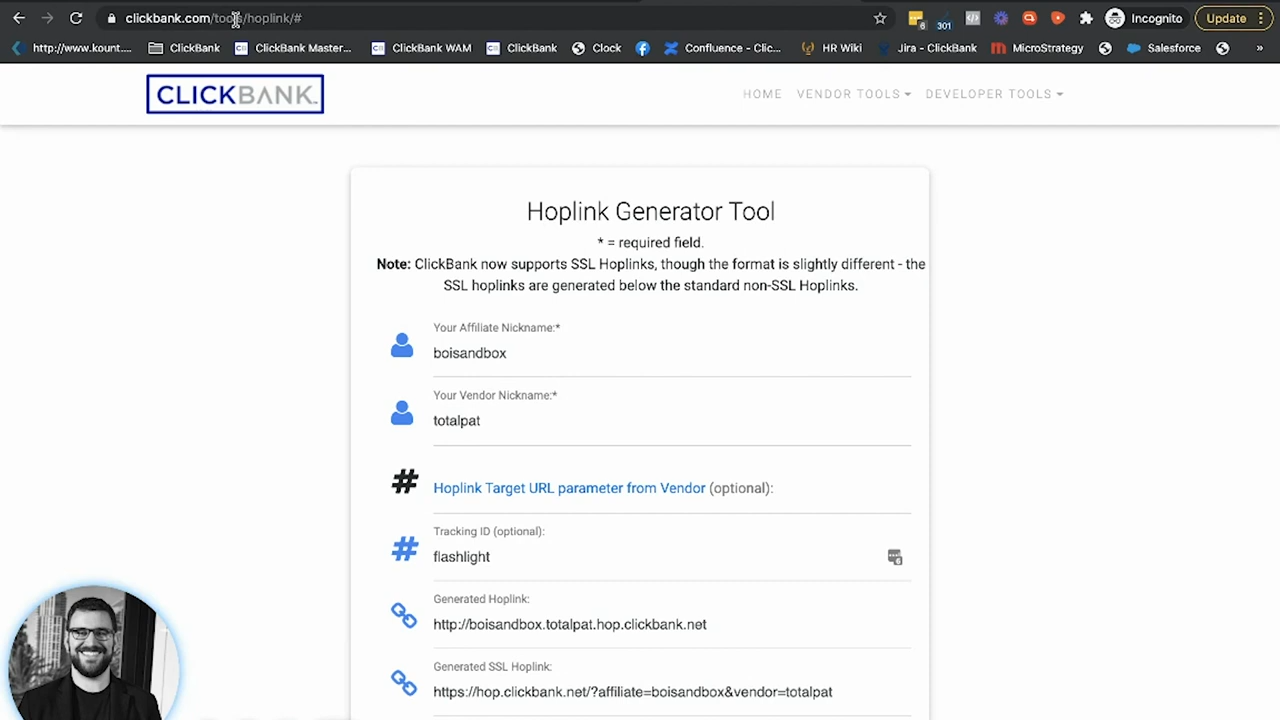 clickbank.com/tools/hoplink/#
6
301
Incognito
Update
http://www.kount....
ClickBank
ClickBank Master...
ClickBank WAM
ClickBank
Clock
Confluence - Clic...
HR Wiki
Jira - ClickBank
MicroStrategy
Salesforce
»
CLICKBANK
HOME
VENDOR TOOLS
DEVELOPER TOOLS
Hoplink Generator Tool
* = required field.
Note: ClickBank now supports SSL Hoplinks, though the format is slightly different - the
SSL hoplinks are generated below the standard non-SSL Hoplinks.
Your Affiliate Nickname:*
boisandbox
Your Vendor Nickname:*
totalpat
# Hoplink Target URL parameter from Vendor (optional):
Tracking ID (optional):
# flashlight
Generated Hoplink:
http://boisandbox.totalpat.hop.clickbank.net
Generated SSL Hoplink:
https://hop.clickbank.net/?affiliate=boisandbox&vendor=totalpat